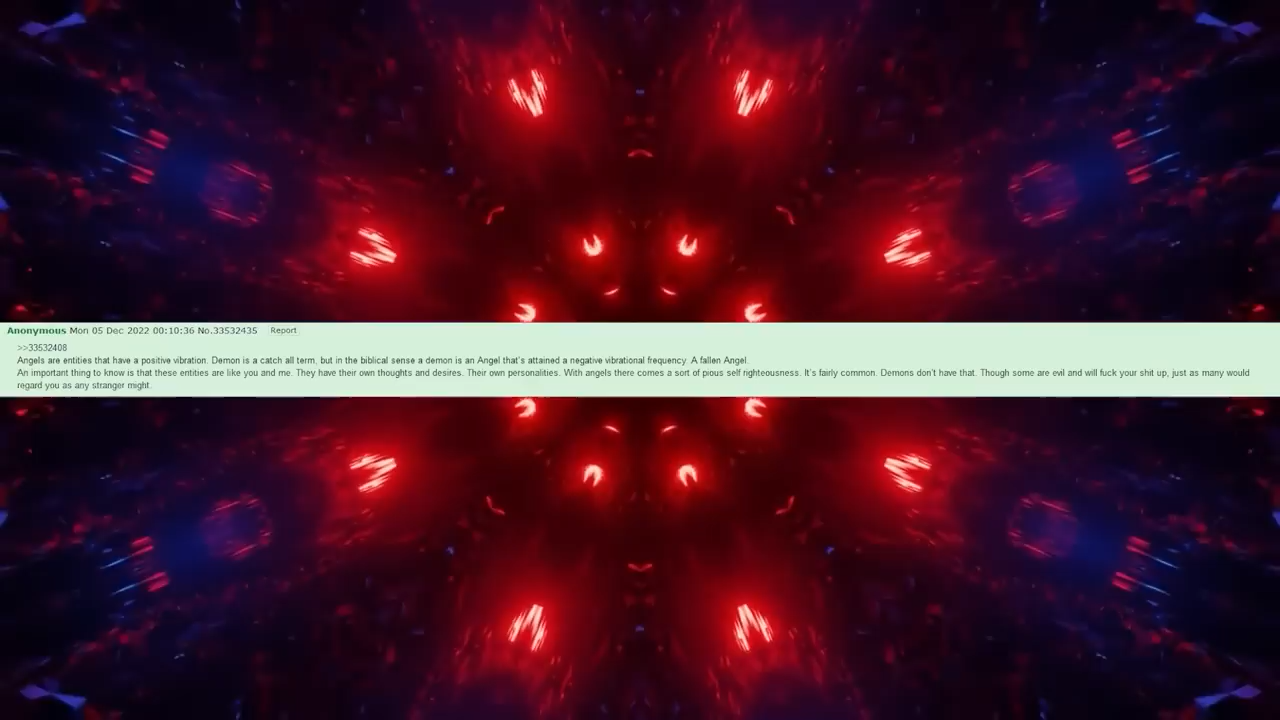 Anonymous Mon 05 Dec 2022 00:10:36 No.33532435 Report
>>33532408
Angels are entities that have a positive vibration. Demon is a catch all term, but in the biblical sense a demon is an Angel that's attained a negative vibrational frequency. A fallen Angel.
An important thing to know is that these entities are like you and me. They have their own thoughts and desires. Their own personalities. With angels there comes a sort of pious self righteousness. It's fairly common. Demons don't have that. Though some are evil and will fuck your shit up, just as many would
regard you as any stranger might.